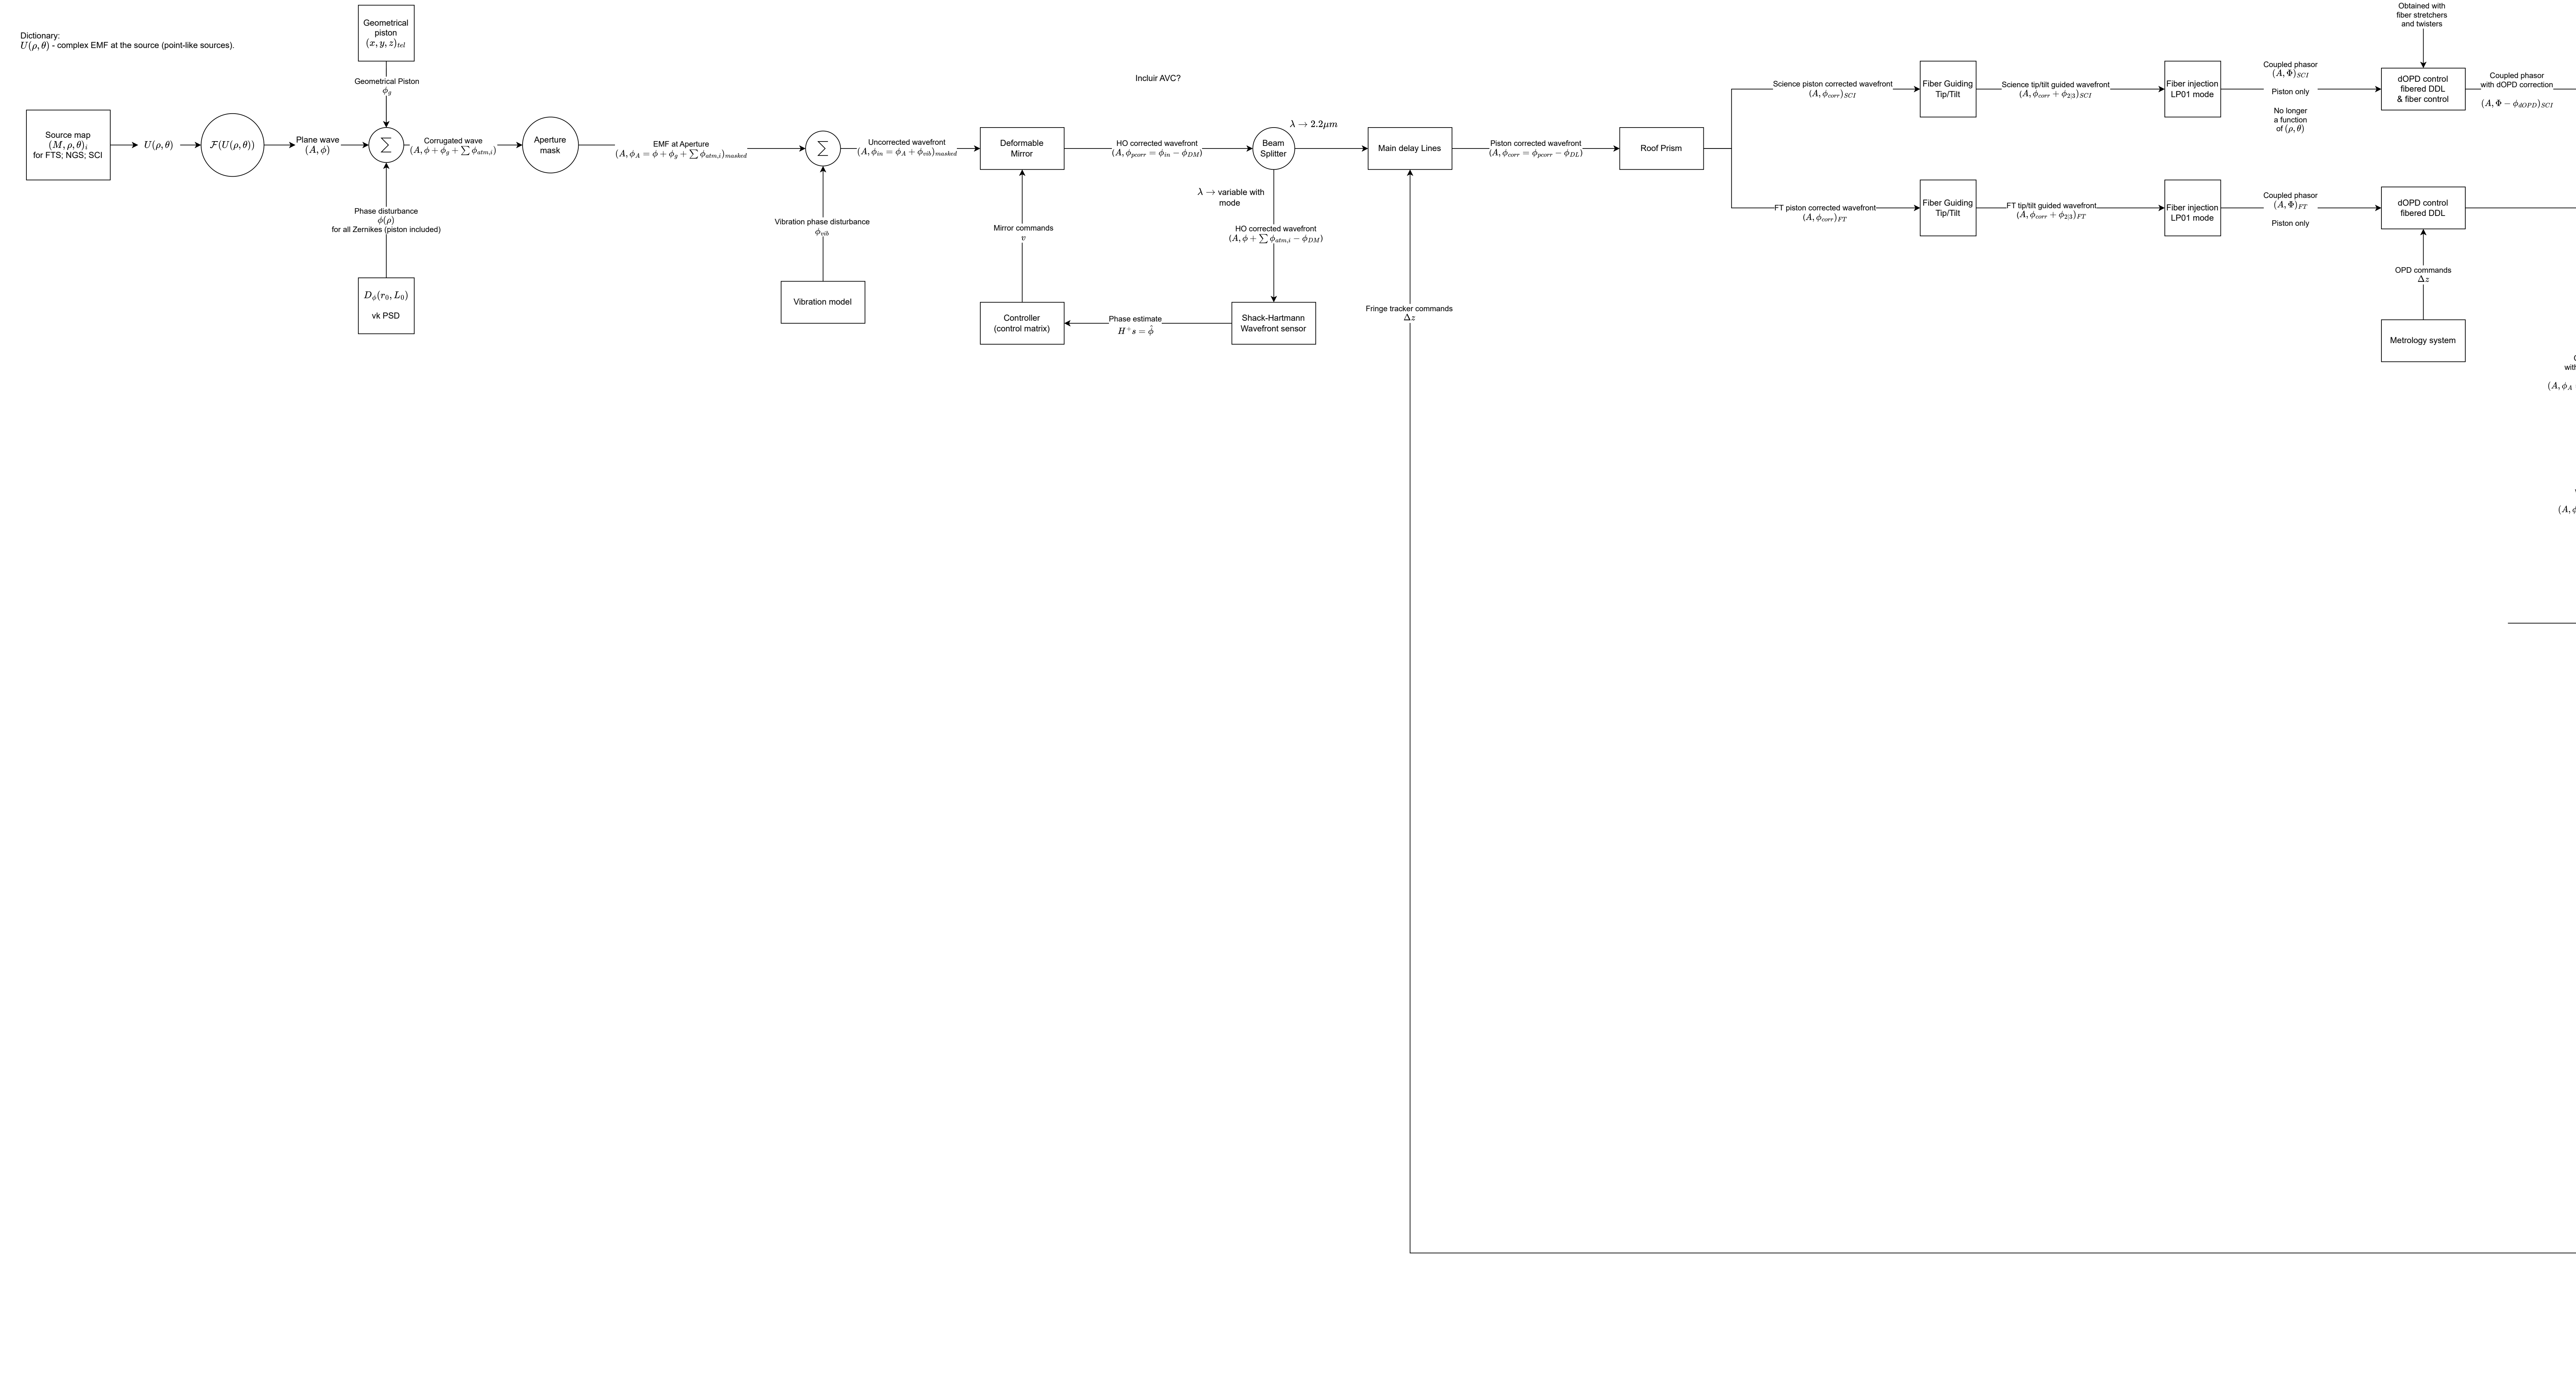 Dictionary:
U(ρ, θ) - complex EMF at the source (point-like sources).
Source map
(M, ρ, θ)_i
for FTS; NGS; SCI
U(ρ, θ)
F(U(ρ, θ))
Plane wave
(A, ϕ)
Geometrical
piston
(x, y, z)_tel
Geometrical Piston
ϕ_g
∑
Phase disturbance
ϕ(ρ)
for all Zernikes (piston included)
D_ϕ(r_0, L_0)
vk PSD
Corrugated wave
(A, ϕ + ϕ_g + ∑ ϕ_atm,i)
Aperture
mask
EMF at Aperture
(A, ϕ_A = ϕ + ϕ_g + ∑ ϕ_atm,i)_masked
∑
Vibration phase disturbance
ϕ_vib
Vibration model
Uncorrected wavefront
(A, ϕ_in = ϕ_A + ϕ_vib)_masked
Deformable
Mirror
Mirror commands
v
Controller
(control matrix)
Phase estimate
H⁺s = ϕ̂
Shack-Hartmann
Wavefront sensor
Incluir AVC?
HO corrected wavefront
(A, ϕ_pcorr = ϕ_in − ϕ_DM)
Beam
Splitter
λ → 2.2μm
λ → variable with
mode
HO corrected wavefront
(A, ϕ + ∑ ϕ_atm,i − ϕ_DM)
Main delay Lines
Fringe tracker commands
Δz
Piston corrected wavefront
(A, ϕ_corr = ϕ_pcorr − ϕ_DL)
Roof Prism
Science piston corrected wavefront
(A, ϕ_corr)_SCI
Fiber Guiding
Tip/Tilt
Science tip/tilt guided wavefront
(A, ϕ_corr + ϕ_2|3)_SCI
Fiber injection
LP01 mode
Coupled phasor
(A, Φ)_SCI
Piston only
No longer
a function
of (ρ, θ)
Obtained with
fiber stretchers
and twisters
dOPD control
fibered DDL
& fiber control
Coupled phasor
with dOPD correction
(A, Φ − ϕ_dOPD)_SCI
FT piston corrected wavefront
(A, ϕ_corr)_FT
Fiber Guiding
Tip/Tilt
FT tip/tilt guided wavefront
(A, ϕ_corr + ϕ_2|3)_FT
Fiber injection
LP01 mode
Coupled phasor
(A, Φ)_FT
Piston only
dOPD control
fibered DDL
OPD commands
Δz
Metrology system
(A, ϕ_A